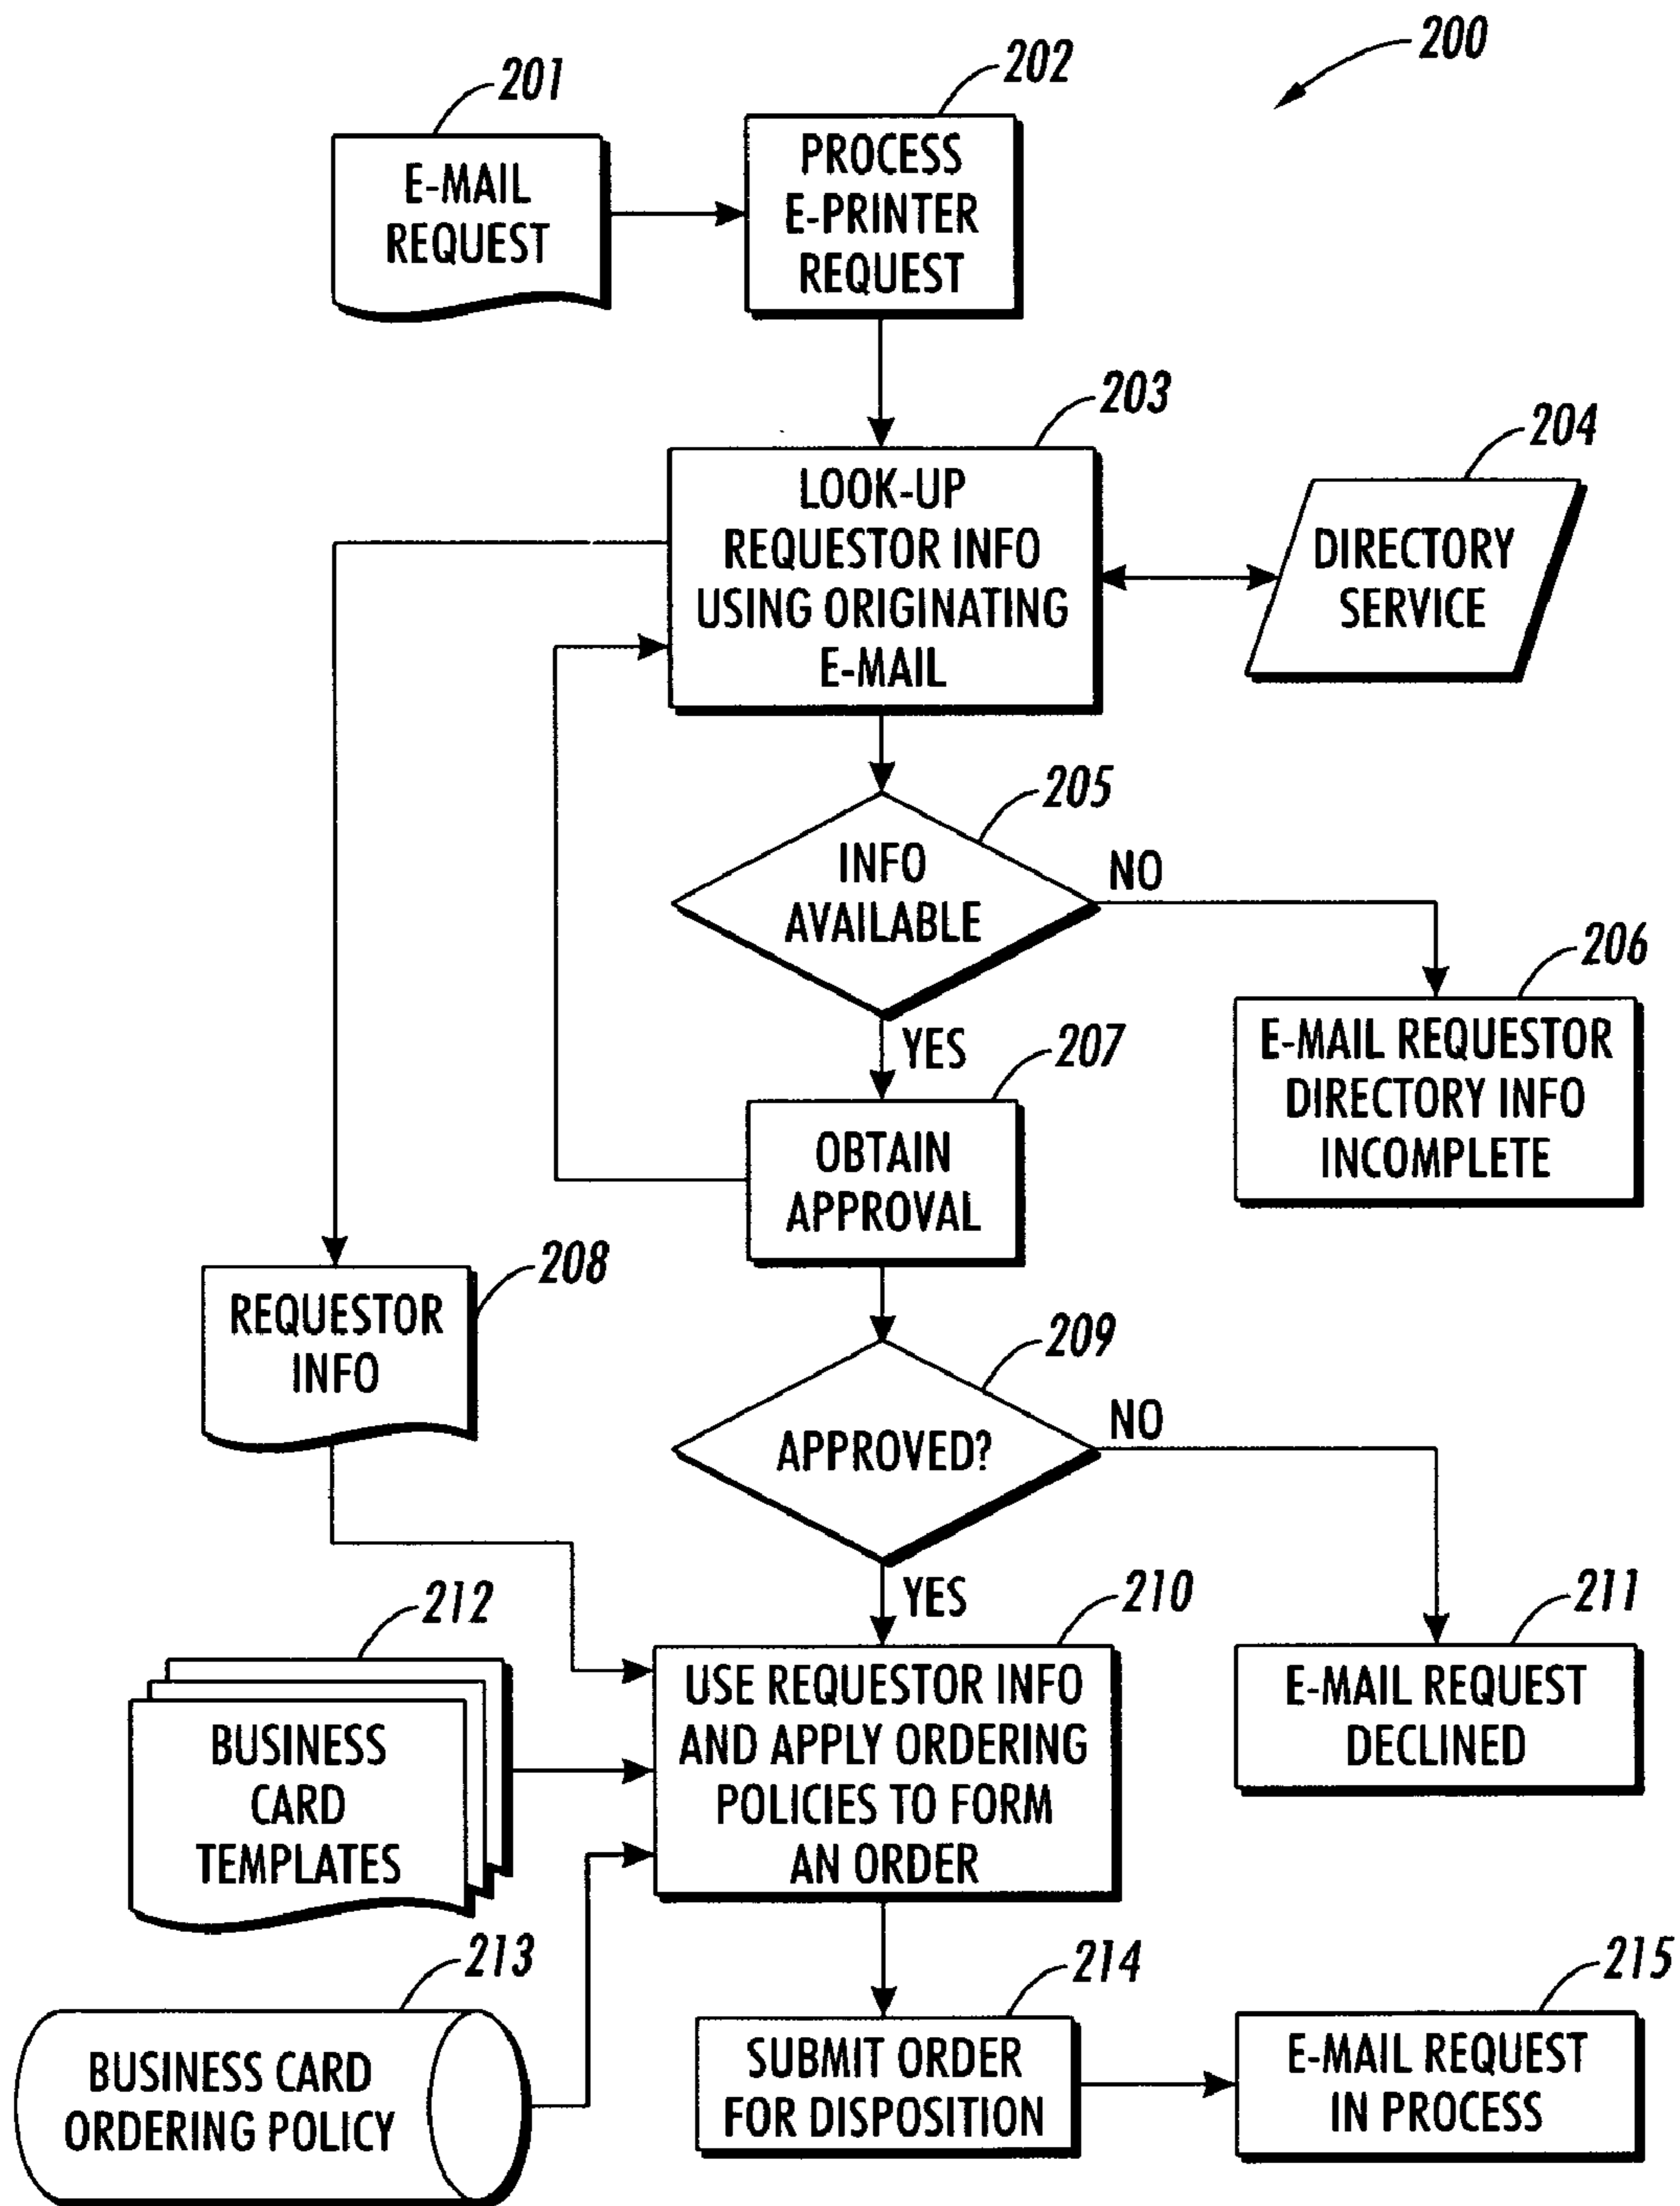 200
201
E-MAIL
REQUEST
202
PROCESS
E-PRINTER
REQUEST
203
LOOK-UP
REQUESTOR INFO
USING ORIGINATING
E-MAIL
204
DIRECTORY
SERVICE
205
INFO
AVAILABLE
NO
206
E-MAIL REQUESTOR
DIRECTORY INFO
INCOMPLETE
YES
207
OBTAIN
APPROVAL
208
REQUESTOR
INFO
209
APPROVED?
NO
YES
210
USE REQUESTOR INFO
AND APPLY ORDERING
POLICIES TO FORM
AN ORDER
211
E-MAIL REQUEST
DECLINED
212
BUSINESS
CARD
TEMPLATES
213
BUSINESS CARD
ORDERING POLICY
214
SUBMIT ORDER
FOR DISPOSITION
215
E-MAIL REQUEST
IN PROCESS